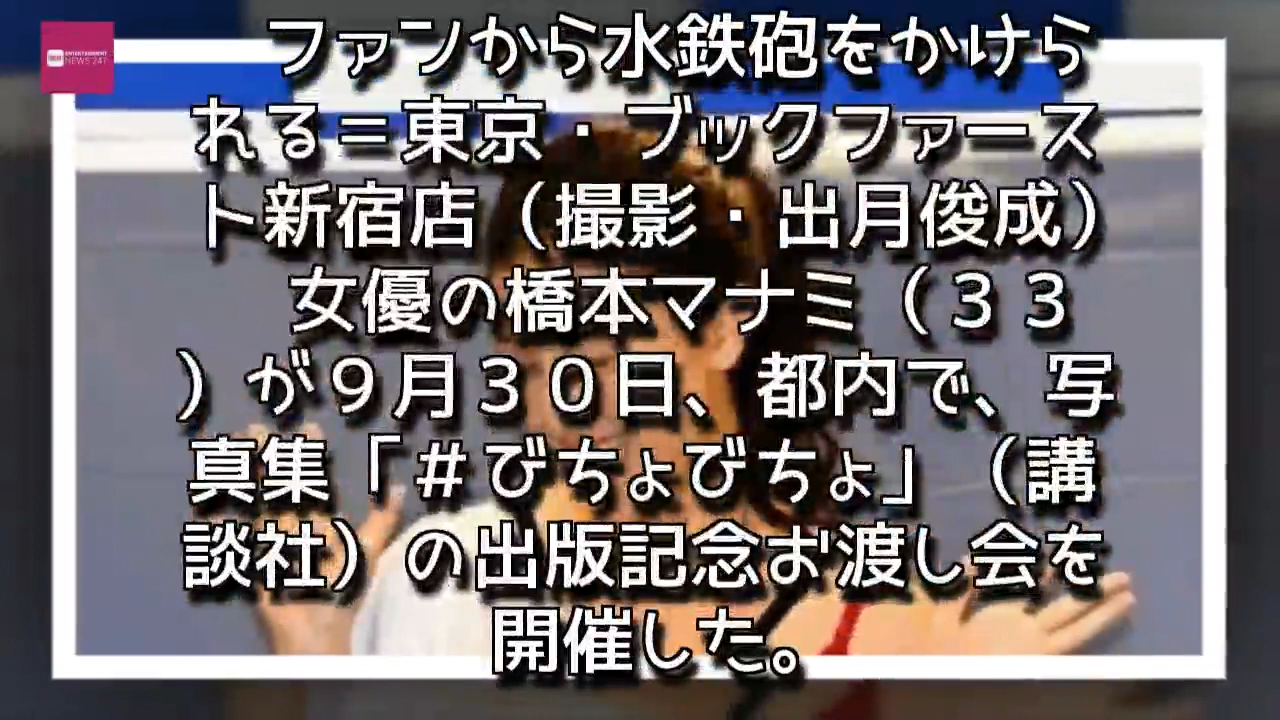 ENTERTAINMENT
NEWS 247
ファンから水鉄砲をかけら
れる＝東京・ブックファース
ト新宿店（撮影・出月俊成）
女優の橋本マナミ（３３
）が９月３０日、都内で、写
真集「＃びちょびちょ」（講
談社）の出版記念お渡し会を
開催した。